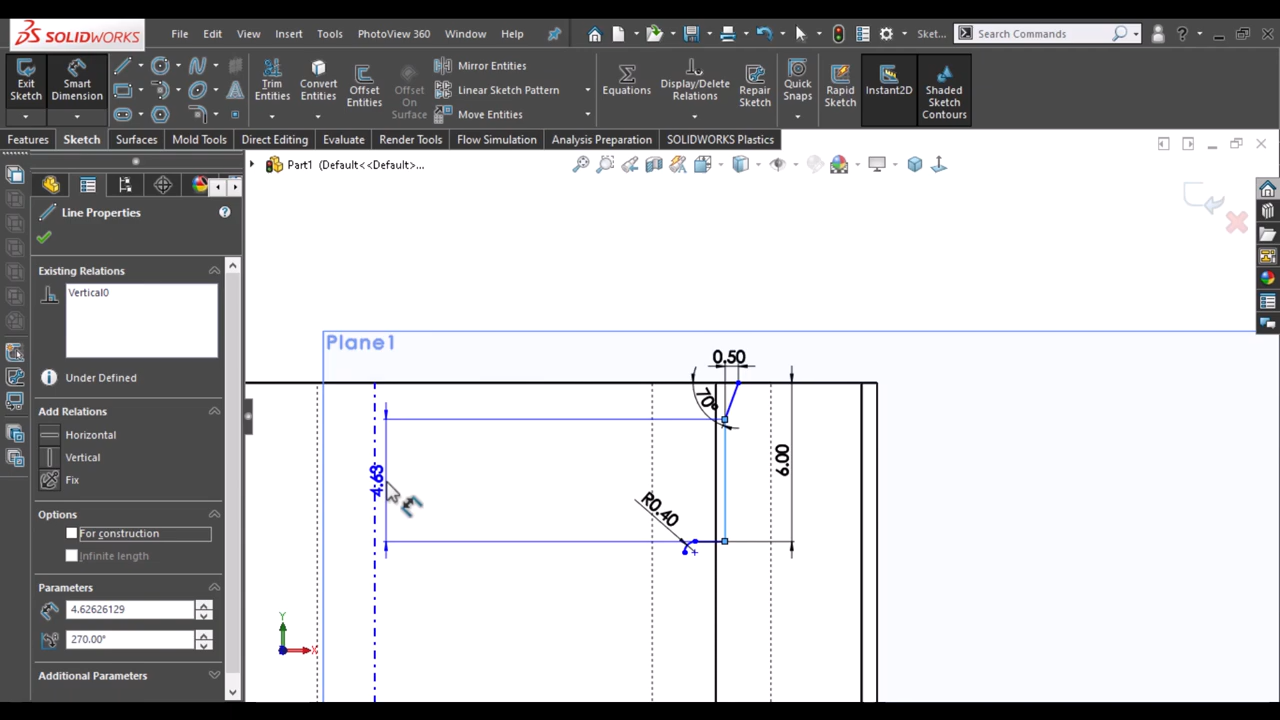 SOLIDWORKS
File Edit View Insert Tools PhotoView 360 Window Help
Sket...
Search Commands
Exit Sketch
Smart Dimension
Trim Entities
Convert Entities
Offset Entities
Offset On Surface
Mirror Entities
Linear Sketch Pattern
Move Entities
Equations
Display/Delete Relations
Repair Sketch
Quick Snaps
Rapid Sketch
Instant2D
Shaded Sketch Contours
Features Sketch Surfaces Mold Tools Direct Editing Evaluate Render Tools Flow Simulation Analysis Preparation SOLIDWORKS Plastics
Part1 (Default<<Default>...
Line Properties
Existing Relations
Vertical0
Under Defined
Add Relations
Horizontal
Vertical
Fix
Options
For construction
Infinite length
Parameters
4.62626129
270.00°
Additional Parameters
Plane1
0.50
70°
4.63
6.00
R0.40
Y
X